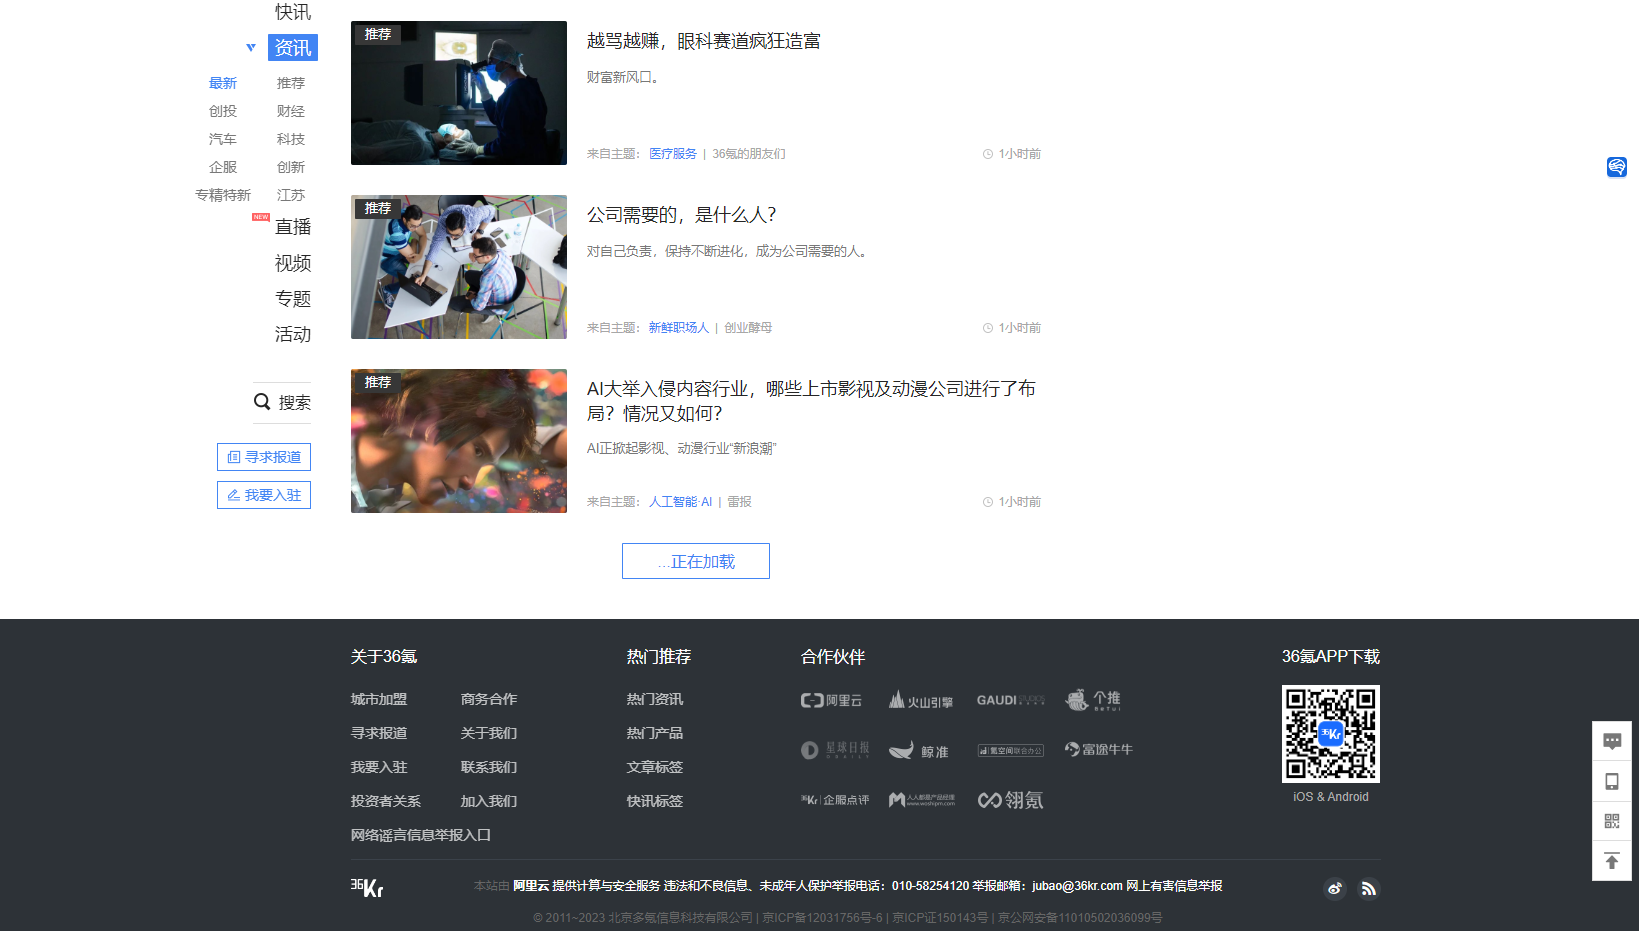 快讯
资讯
最新 推荐
创投 财经
汽车 科技
企服 创新
专精特新 江苏
NEW
直播
视频
专题
活动
搜索
寻求报道
我要入驻
推荐
越骂越赚，眼科赛道疯狂造富
财富新风口。
来自主题： 医疗服务 | 36氪的朋友们 1小时前
推荐
公司需要的，是什么人？
对自己负责，保持不断进化，成为公司需要的人。
来自主题： 新鲜职场人 | 创业酵母 1小时前
推荐
AI大举入侵内容行业，哪些上市影视及动漫公司进行了布
局？情况又如何？
AI正掀起影视、动漫行业“新浪潮”
来自主题： 人工智能·AI | 雷报 1小时前
...正在加载
关于36氪
城市加盟 商务合作
寻求报道 关于我们
我要入驻 联系我们
投资者关系 加入我们
网络谣言信息举报入口
热门推荐
热门资讯
热门产品
文章标签
快讯标签
合作伙伴
阿里云 火山引擎 GAUDI 个推
GeTui
星球日报 鲸准 氪空间联合办公 富途牛牛
ODAILY
36Kr 企服点评 人人都是产品经理 翎氪
www.woshipm.com
36氪APP下载
36Kr
iOS & Android
36Kr
本站由 阿里云 提供计算与安全服务 违法和不良信息、未成年人保护举报电话：010-58254120 举报邮箱：jubao@36kr.com 网上有害信息举报
© 2011~2023 北京多氪信息科技有限公司 | 京ICP备12031756号-6 | 京ICP证150143号 | 京公网安备11010502036099号